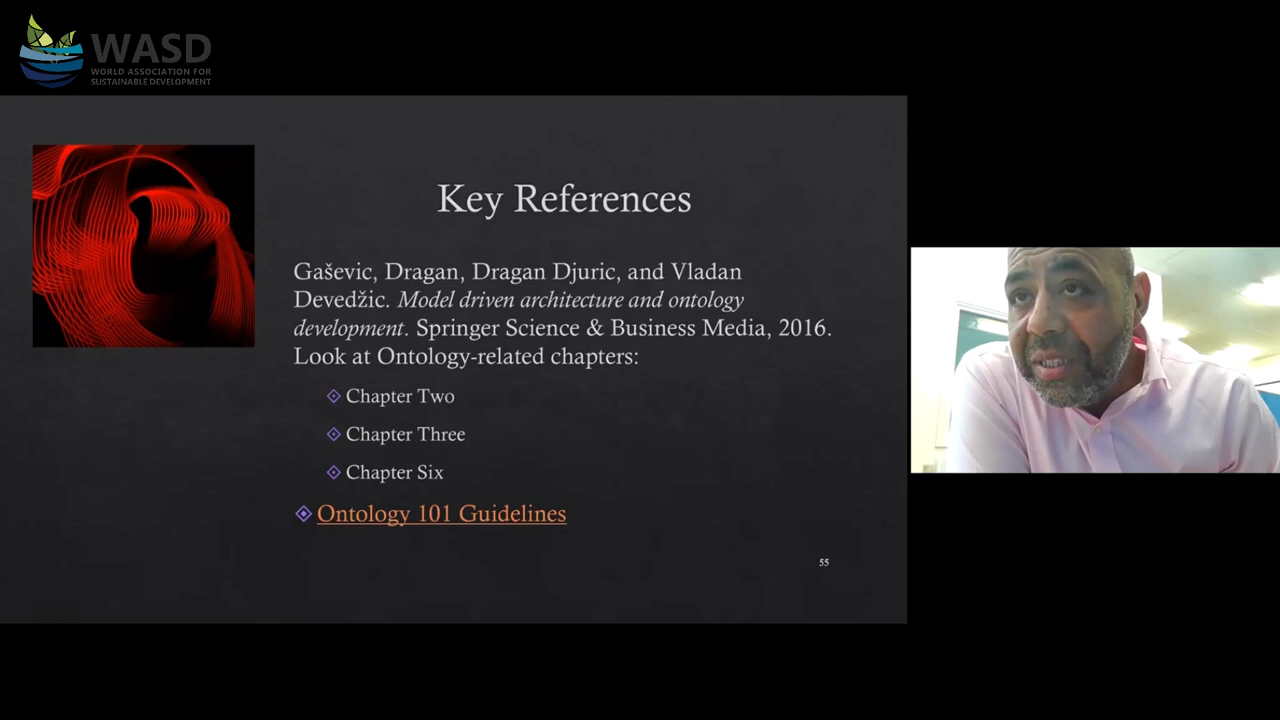 WASD
WORLD ASSOCIATION FOR
SUSTAINABLE DEVELOPMENT
Key References
Gaševic, Dragan, Dragan Djuric, and Vladan
Devedžic. Model driven architecture and ontology
development. Springer Science & Business Media, 2016.
Look at Ontology-related chapters:
Chapter Two
Chapter Three
Chapter Six
Ontology 101 Guidelines
55